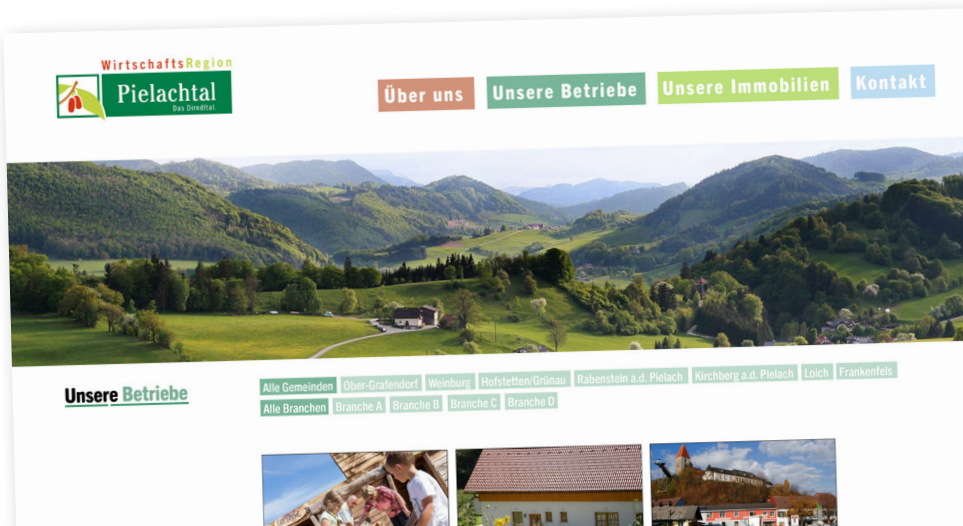 WirtschaftsRegion
Pielachtal
Das Dirndltal.
Über uns Unsere Betriebe Unsere Immobilien Kontakt
Unsere Betriebe
Alle Gemeinden Ober-Grafendorf Weinburg Hofstetten/Grünau Rabenstein a.d. Pielach Kirchberg a.d. Pielach Loich Frankenfels
Alle Branchen Branche A Branche B Branche C Branche D